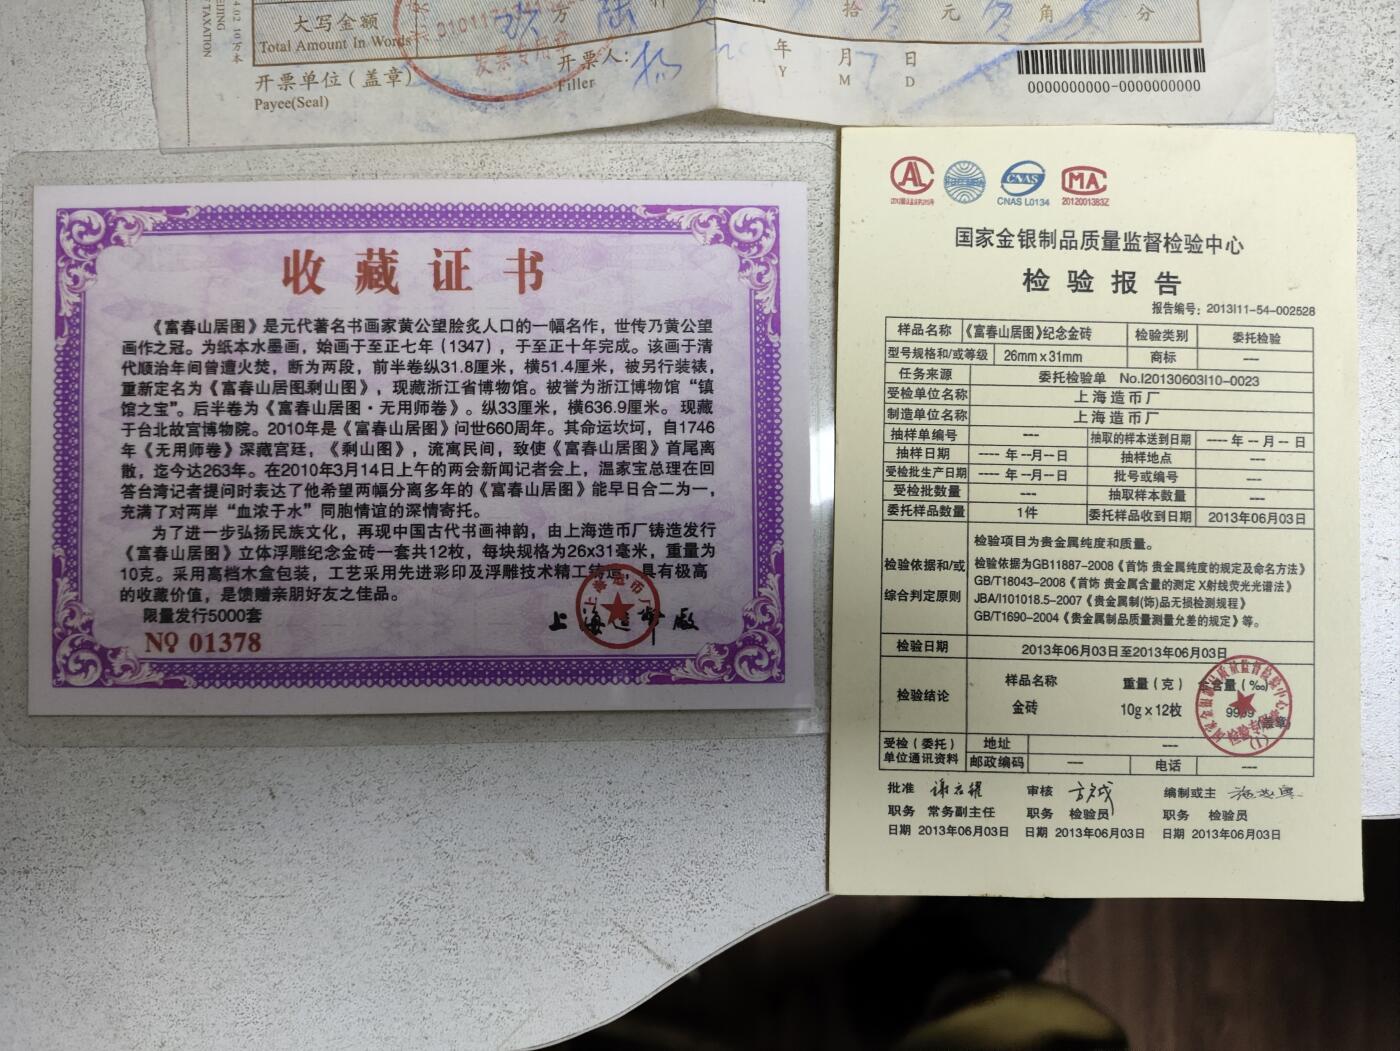 大写金额
Total Amount In Words
万
拾
元
角
分
开票单位（盖章）
Payee(Seal)
发票专用章
开票人:
Filler
年
Y
月
M
日
D
0000000000-0000000000
收藏证书
《富春山居图》是元代著名书画家黄公望脍炙人口的一幅名作，世传乃黄公望
画作之冠。为纸本水墨画，始画于至正七年（1347），于至正十年完成。该画于清
代顺治年间曾遭火焚，断为两段，前半卷纵31.8厘米，横51.4厘米，被另行装裱，
重新定名为《富春山居图剩山图》，现藏浙江省博物馆。被誉为浙江博物馆“镇
馆之宝”。后半卷为《富春山居图·无用师卷》。纵33厘米，横636.9厘米。现藏
于台北故宫博物院。2010年是《富春山居图》问世660周年。其命运坎坷，自1746
年《无用师卷》深藏宫廷，《剩山图》，流寓民间，致使《富春山居图》首尾离
散，迄今达263年。在2010年3月14日上午的两会新闻记者会上，温家宝总理在回
答台湾记者提问时表达了他希望两幅分离多年的《富春山居图》能早日合二为一，
充满了对两岸“血浓于水”同胞情谊的深情寄托。
为了进一步弘扬民族文化，再现中国古代书画神韵，由上海造币厂铸造发行
《富春山居图》立体浮雕纪念金砖一套共12枚，每块规格为26x31毫米，重量为
10克。采用高档木盒包装，工艺采用先进彩印及浮雕技术精工铸造，具有极高
的收藏价值，是馈赠亲朋好友之佳品。
限量发行5000套
上海造币厂
NO 01378
CAL
CNAS
CNAS L0134
MA
2012001383Z
国家金银制品质量监督检验中心
检验报告
报告编号：2013I11-54-002528
样品名称 《富春山居图》纪念金砖 检验类别 委托检验
型号规格和/或等级 26mm x 31mm 商标 ---
任务来源 委托检验单 No.I20130603I10-0023
受检单位名称 上海造币厂
制造单位名称 上海造币厂
抽样单编号 --- 抽取的样本送到日期 ---- 年 -- 月 -- 日
抽样日期 ---- 年 --月-- 日 抽样地点 ---
受检批生产日期 ---- 年 --月-- 日 批号或编号 ---
受检批数量 --- 抽取样本数量 ---
委托样品数量 1件 委托样品收到日期 2013年06月03日
检验依据和/或
综合判定原则
检验项目为贵金属纯度和质量。
检验依据为GB11887-2008《首饰 贵金属纯度的规定及命名方法》
GB/T18043-2008《首饰 贵金属含量的测定 X射线荧光光谱法》
JBA/I101018.5-2007《贵金属制(饰)品无损检测规程》
GB/T1690-2004《贵金属制品质量测量允差的规定》等。
检验日期 2013年06月03日至2013年06月03日
检验结论
样品名称 重量（克） 含量（‰）
金砖 10g×12枚 9999
(盖章)
受检（委托）
单位通讯资料
地址 ---
邮政编码 --- 电话 ---
批准 审核 编制或主
职务 常务副主任 职务 检验员 职务 检验员
日期 2013年06月03日 日期 2013年06月03日 日期 2013年06月03日